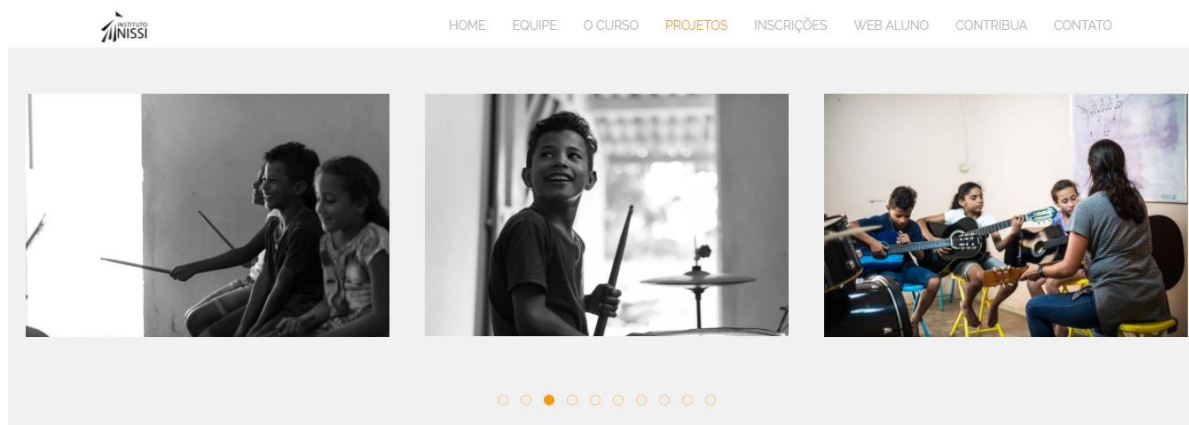 INSTITUTO
NISSI
HOME EQUIPE O CURSO PROJETOS INSCRIÇÕES WEB ALUNO CONTRIBUA CONTATO